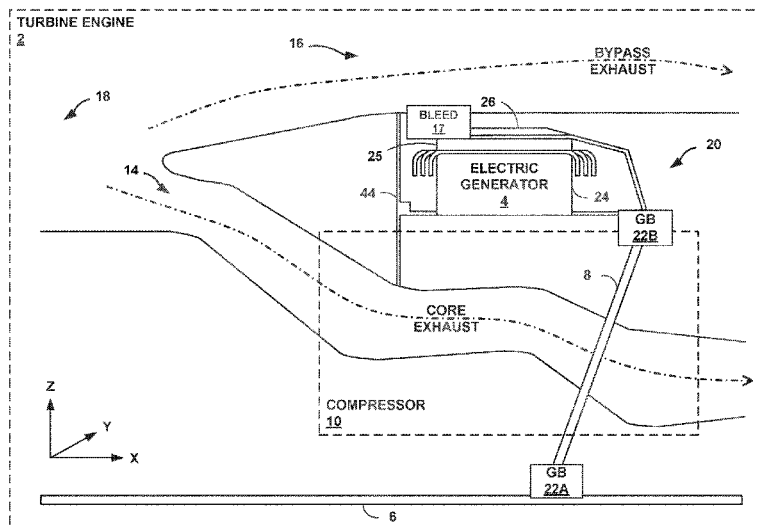 TURBINE ENGINE
2
16
BYPASS
EXHAUST
18
BLEED
17
26
25
20
14
ELECTRIC
GENERATOR
4
24
44
GB
22B
8
CORE
EXHAUST
Z
Y
X
COMPRESSOR
10
GB
22A
6